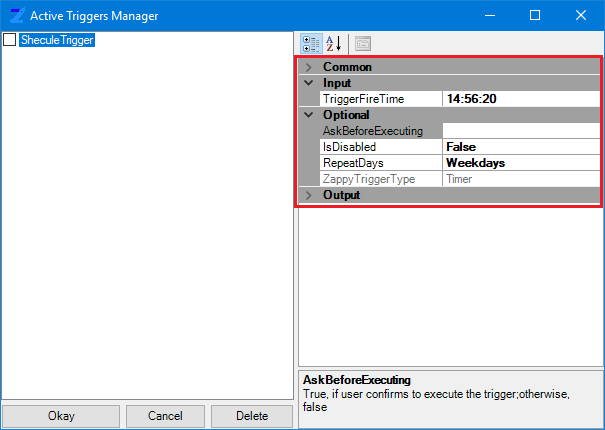 Active Triggers Manager
SheculeTrigger
Common
Input
TriggerFireTime 14:56:20
Optional
AskBeforeExecuting
IsDisabled False
RepeatDays Weekdays
ZappyTriggerType Timer
Output
AskBeforeExecuting
True, if user confirms to execute the trigger;otherwise,
false
Okay Cancel Delete